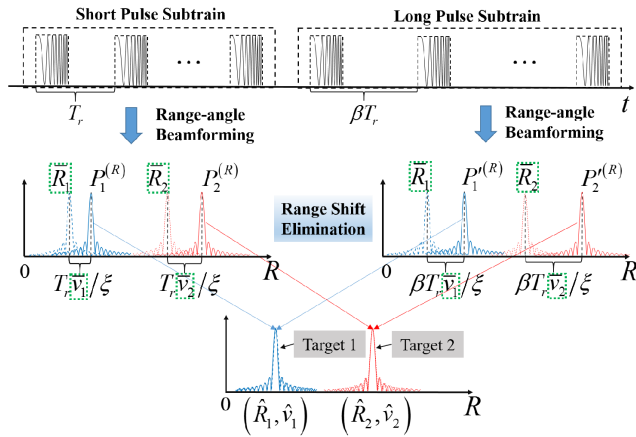 Short Pulse Subtrain
Long Pulse Subtrain
...
...
T_r
βT_r
t
Range-angle
Beamforming
Range-angle
Beamforming
R̄_1
P_1^{(R)}
R̄_2
P_2^{(R)}
R̄_1
P′_1^{(R)}
R̄_2
P′_2^{(R)}
Range Shift
Elimination
0
R
0
R
T_r v̄_1/ξ
T_r v̄_2/ξ
βT_r v̄_1/ξ
βT_r v̄_2/ξ
Target 1
Target 2
0
R
(R̂_1, v̂_1)
(R̂_2, v̂_2)